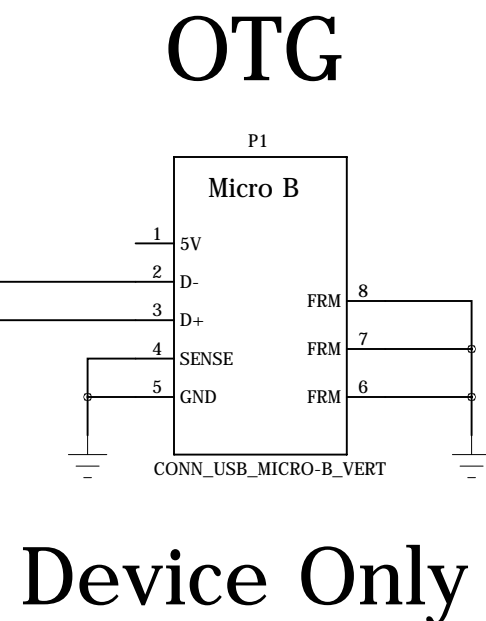 OTG
P1
Micro B
1 5V
2 D-
3 D+
4 SENSE
5 GND
FRM 8
FRM 7
FRM 6
CONN_USB_MICRO-B_VERT
Device Only